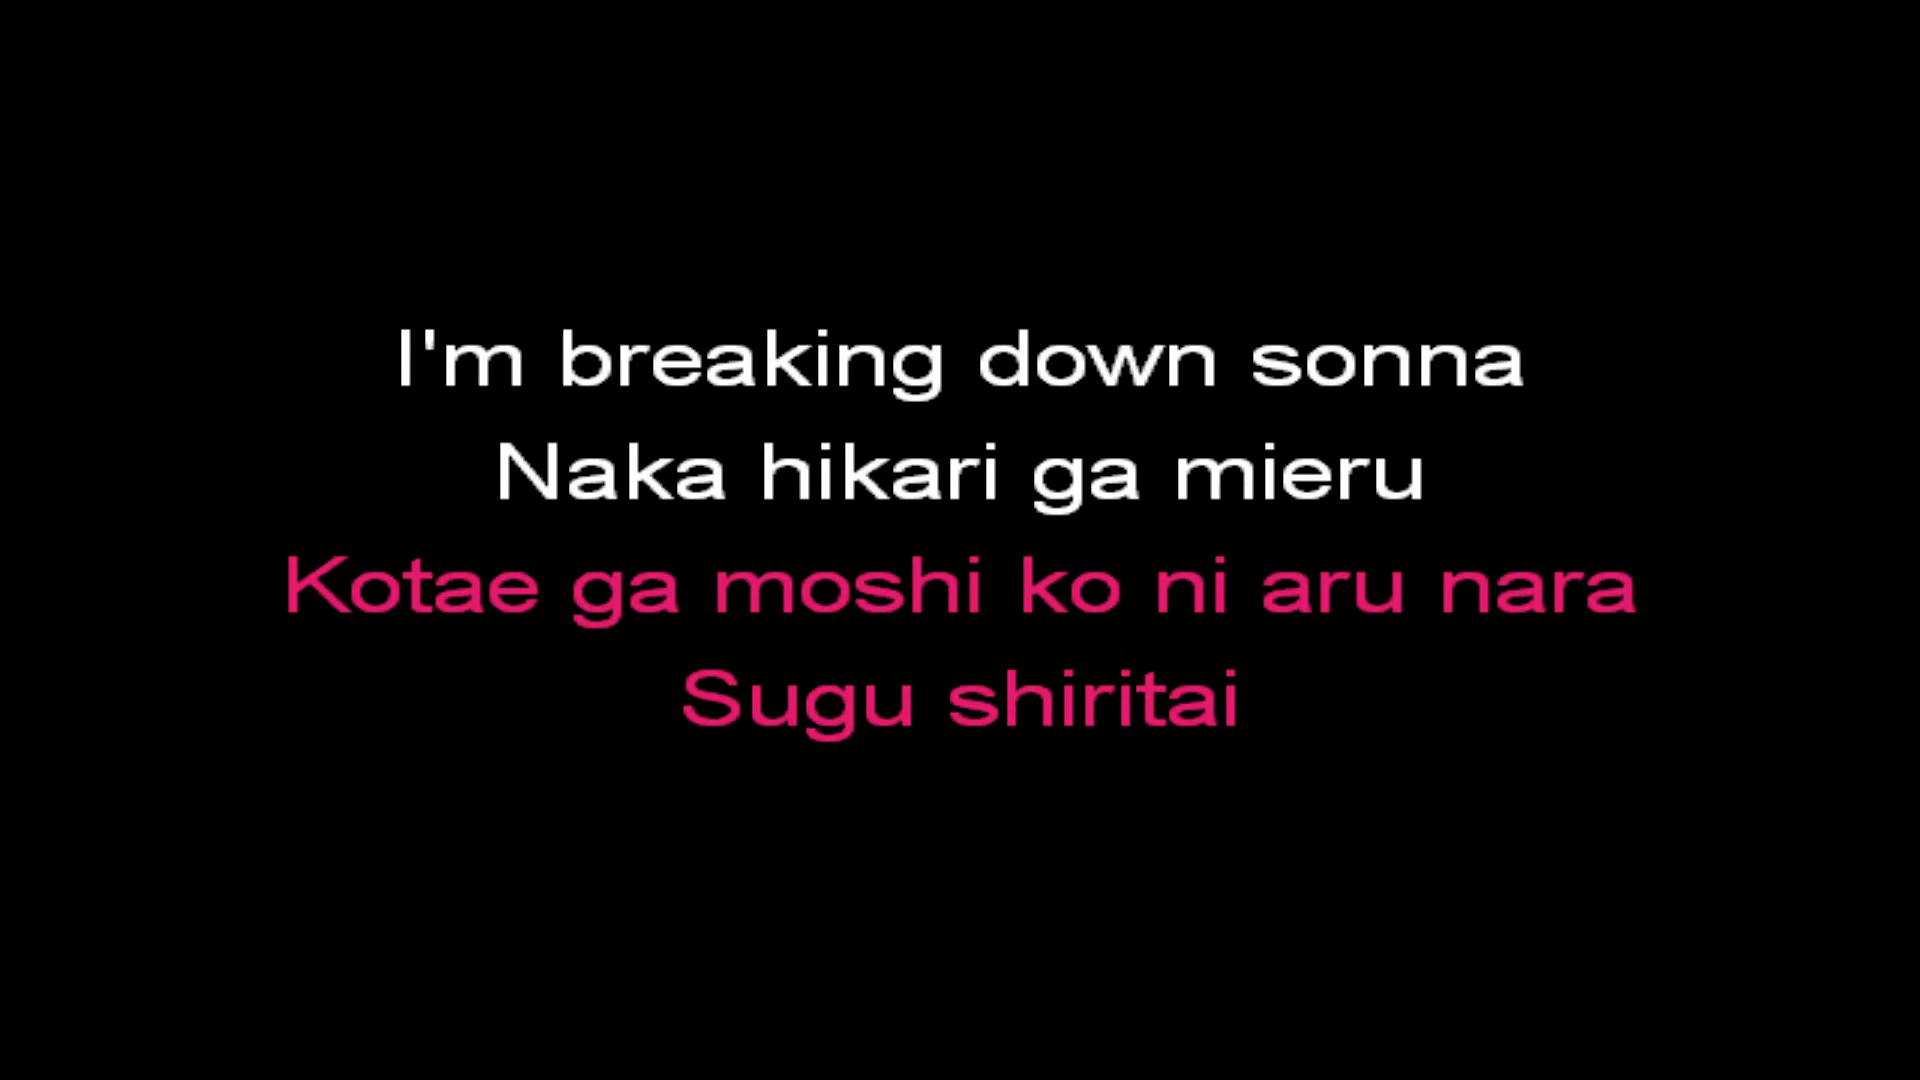 I'm breaking down sonna
Naka hikari ga mieru
Kotae ga moshi ko ni aru nara
Sugu shiritai